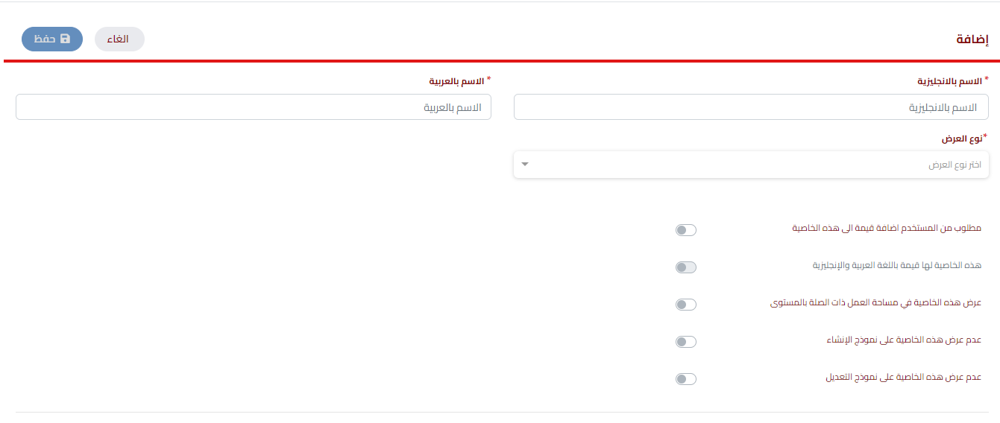 إضافة
الغاء
حفظ
* الاسم بالانجليزية
* الاسم بالعربية
الاسم بالانجليزية
الاسم بالعربية
*نوع العرض
اختر نوع العرض
مطلوب من المستخدم اضافة قيمة الى هذه الخاصية
هذه الخاصية لها قيمة باللغة العربية والإنجليزية
عرض هذه الخاصية في مساحة العمل ذات الصلة بالمستوى
عدم عرض هذه الخاصية على نموذج الإنشاء
عدم عرض هذه الخاصية على نموذج التعديل